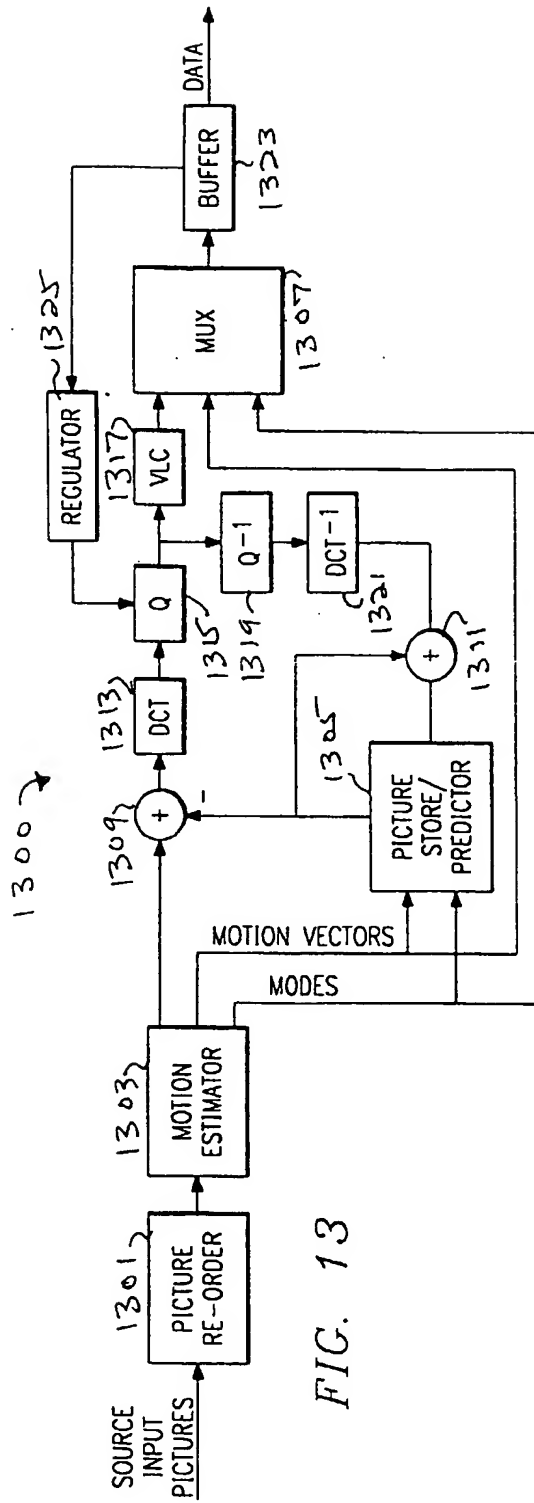 1300
SOURCE
INPUT
PICTURES
1301
PICTURE
RE-ORDER
1303
MOTION
ESTIMATOR
MOTION VECTORS
MODES
1309
+
-
1313
DCT
1315
Q
1325
REGULATOR
1317
VLC
1319
Q-1
1321
DCT-1
1311
+
1305
PICTURE
STORE/
PREDICTOR
1307
MUX
1323
BUFFER
DATA
FIG. 13